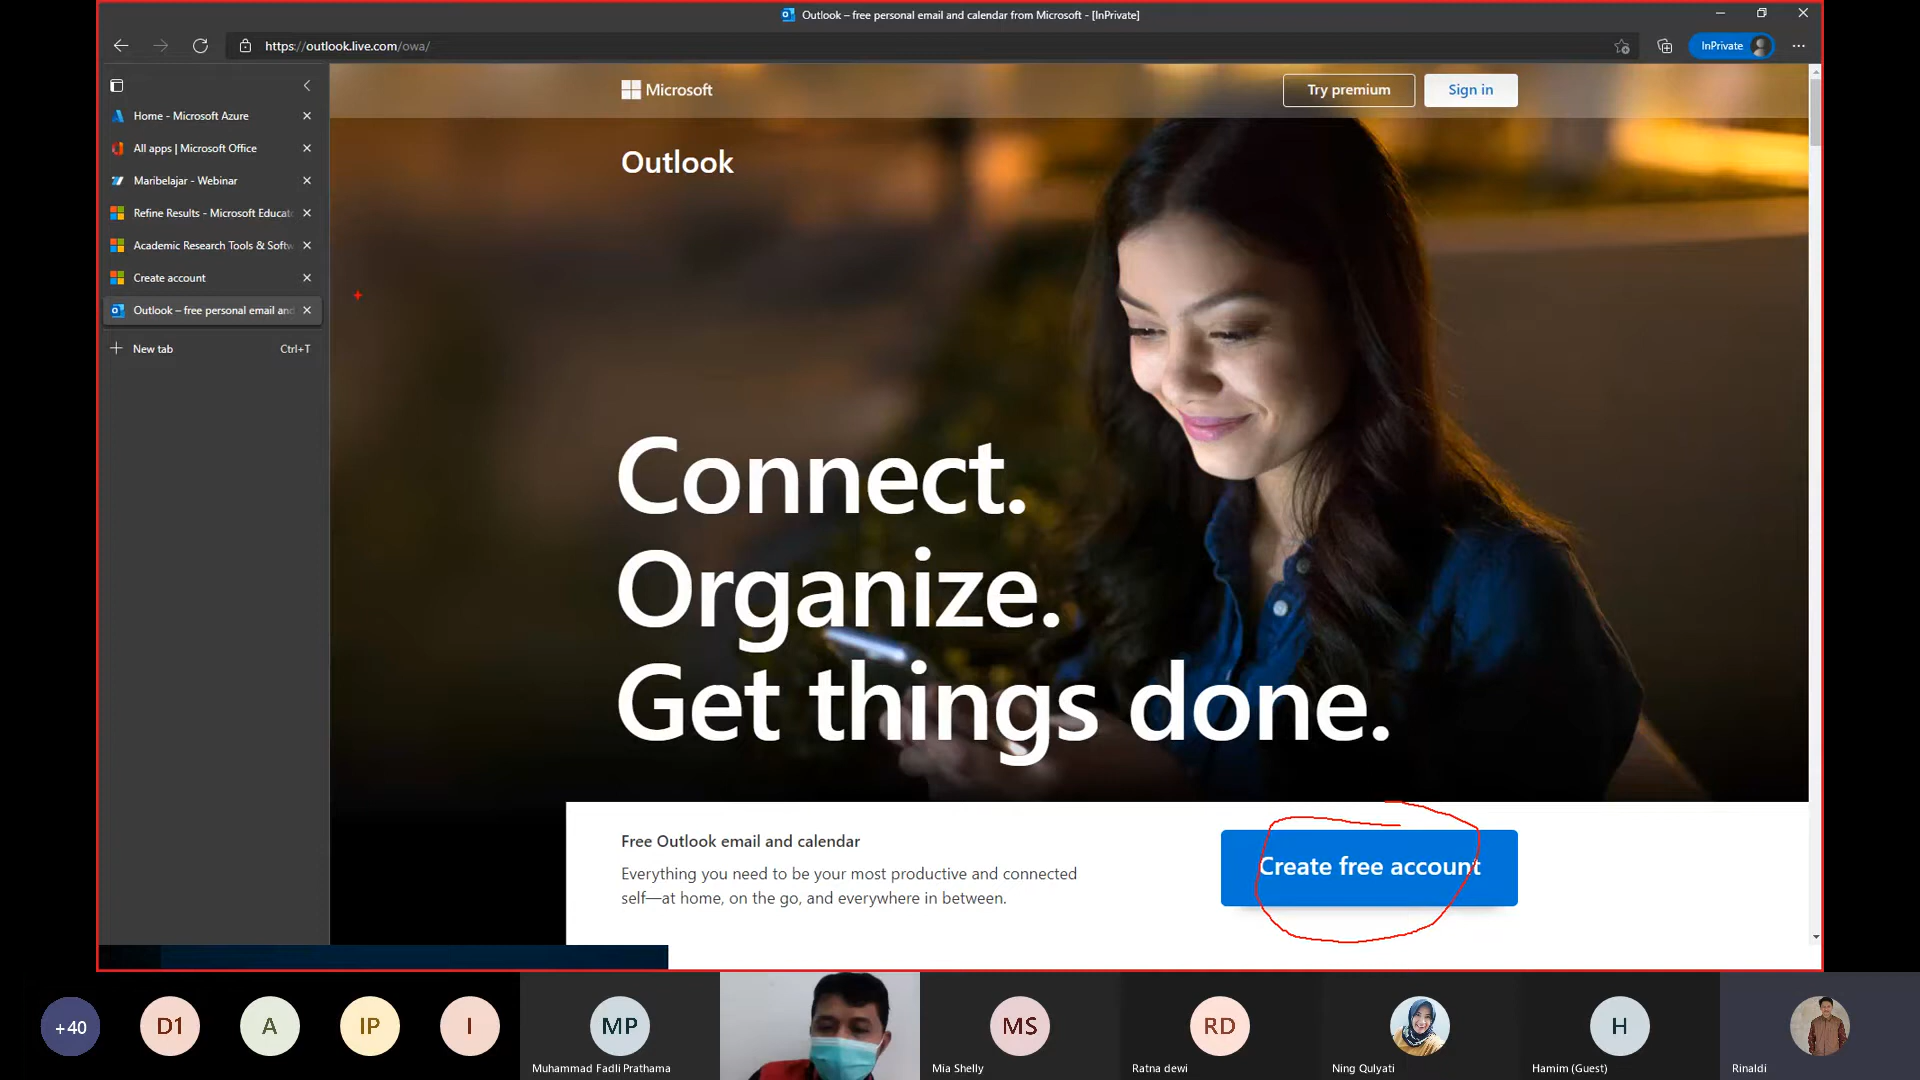 Outlook – free personal email and calendar from Microsoft - [InPrivate]
https://outlook.live.com/owa/
InPrivate
Home - Microsoft Azure
All apps | Microsoft Office
Maribelajar - Webinar
Refine Results - Microsoft Educat
Academic Research Tools & Softw
Create account
Outlook – free personal email and
New tab Ctrl+T
Microsoft
Try premium
Sign in
Outlook
Connect.
Organize.
Get things done.
Free Outlook email and calendar
Everything you need to be your most productive and connected
self—at home, on the go, and everywhere in between.
Create free account
+40
D1
A
IP
I
MP
Muhammad Fadli Prathama
MS
Mia Shelly
RD
Ratna dewi
Ning Qulyati
H
Hamim (Guest)
Rinaldi